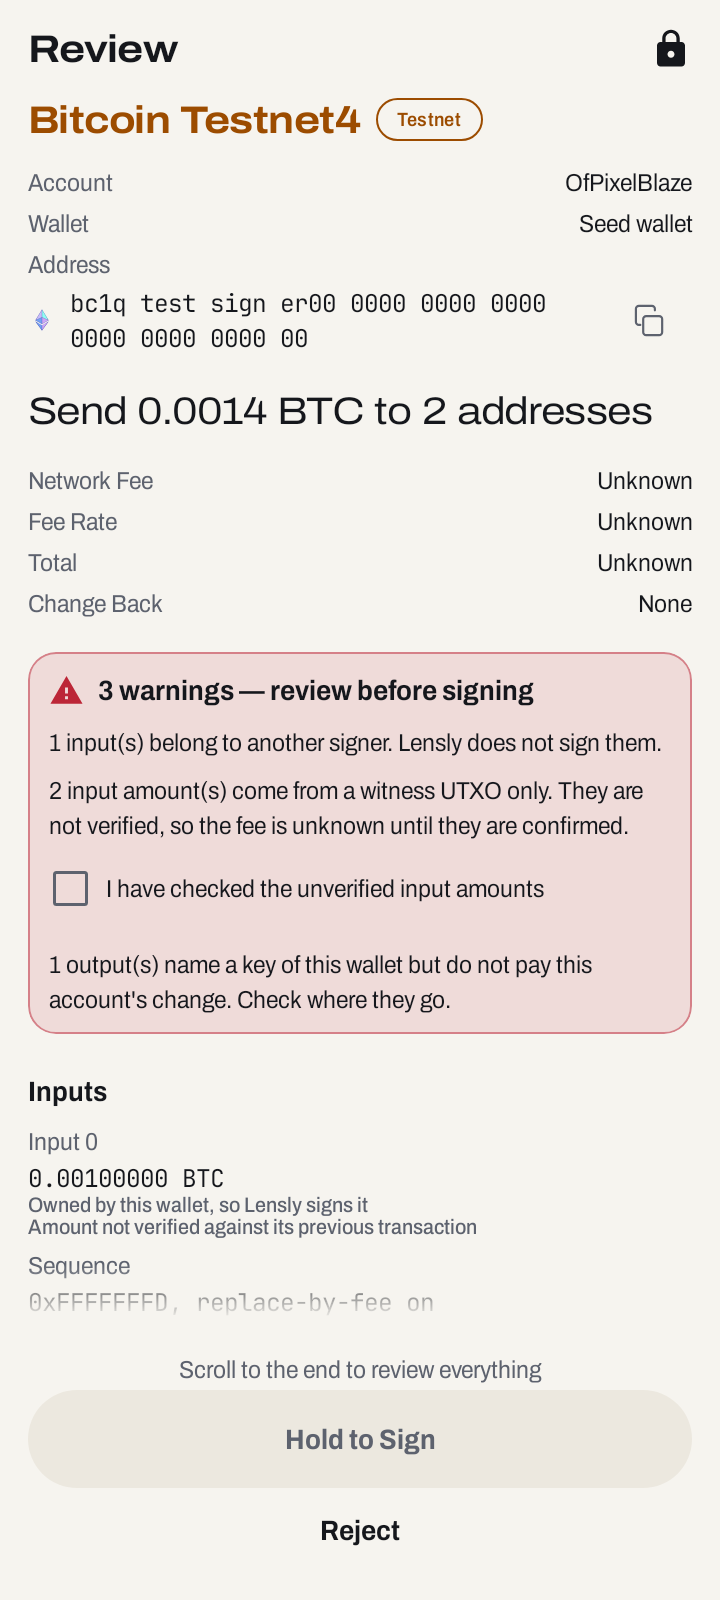 Review
Bitcoin Testnet4
Testnet
Account
OfPixelBlaze
Wallet
Seed wallet
Address
bc1q test sign er00 0000 0000 0000
0000 0000 0000 00
Send 0.0014 BTC to 2 addresses
Network Fee
Unknown
Fee Rate
Unknown
Total
Unknown
Change Back
None
3 warnings — review before signing
1 input(s) belong to another signer. Lensly does not sign them.
2 input amount(s) come from a witness UTXO only. They are
not verified, so the fee is unknown until they are confirmed.
I have checked the unverified input amounts
1 output(s) name a key of this wallet but do not pay this
account's change. Check where they go.
Inputs
Input 0
0.00100000 BTC
Owned by this wallet, so Lensly signs it
Amount not verified against its previous transaction
Sequence
0xFFFFFFFD, replace-by-fee on
Scroll to the end to review everything
Hold to Sign
Reject